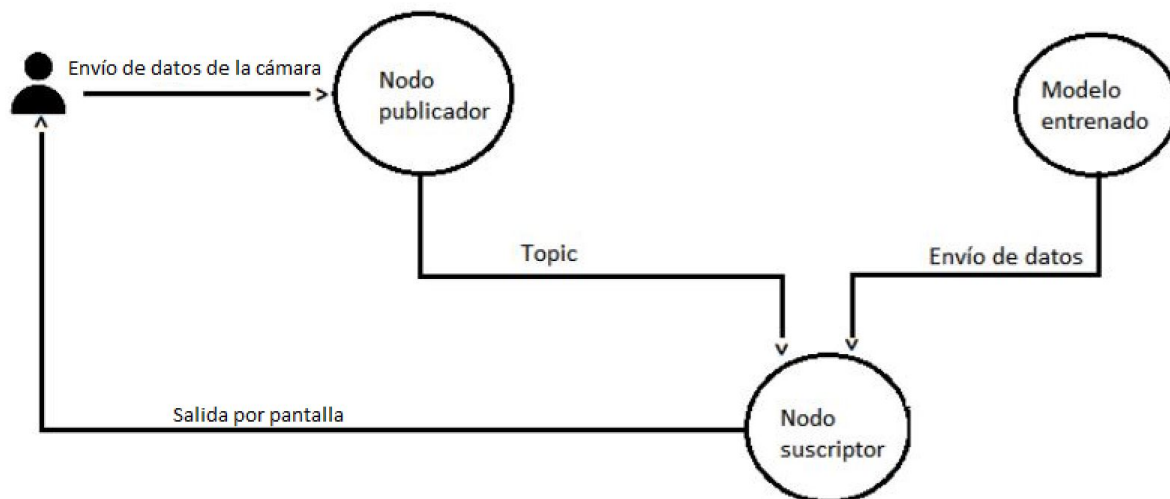 Envío de datos de la cámara
Nodo
publicador
Modelo
entrenado
Topic
Envío de datos
Salida por pantalla
Nodo
suscriptor